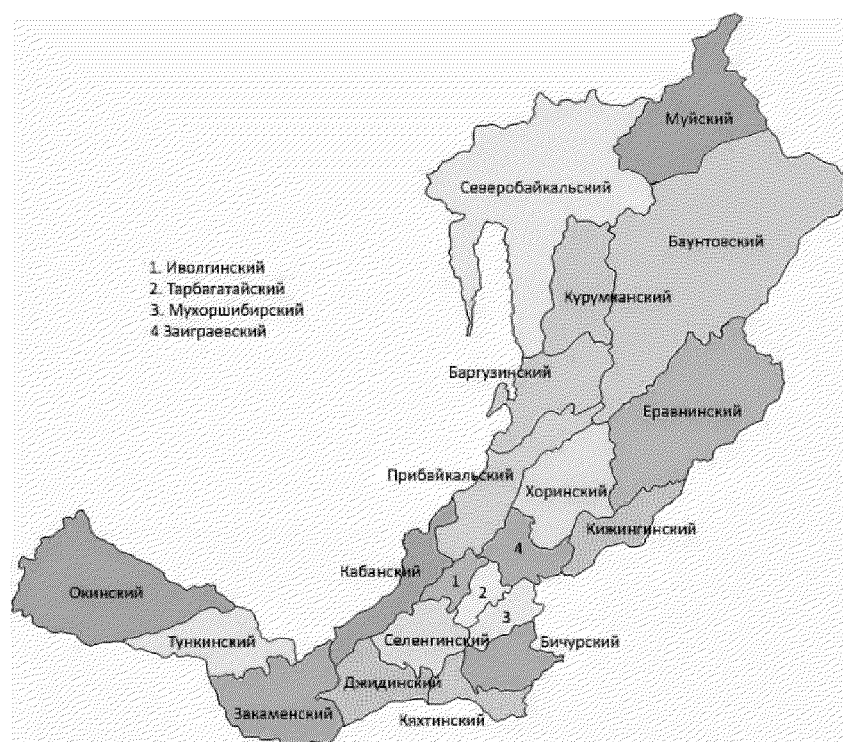 Муйский
Северобайкальский
Баунтовский
1. Иволгинский
2. Тарбагатайский
3. Мухоршибирский
4 Заиграевский
Курумканский
Баргузинский
Еравнинский
Прибайкальский
Хоринский
Кижингинский
4
Кабанский
1
2
Окинский
3
Тункинский
Селенгинский
Бичурский
Джидинский
Закаменский
Кяхтинский